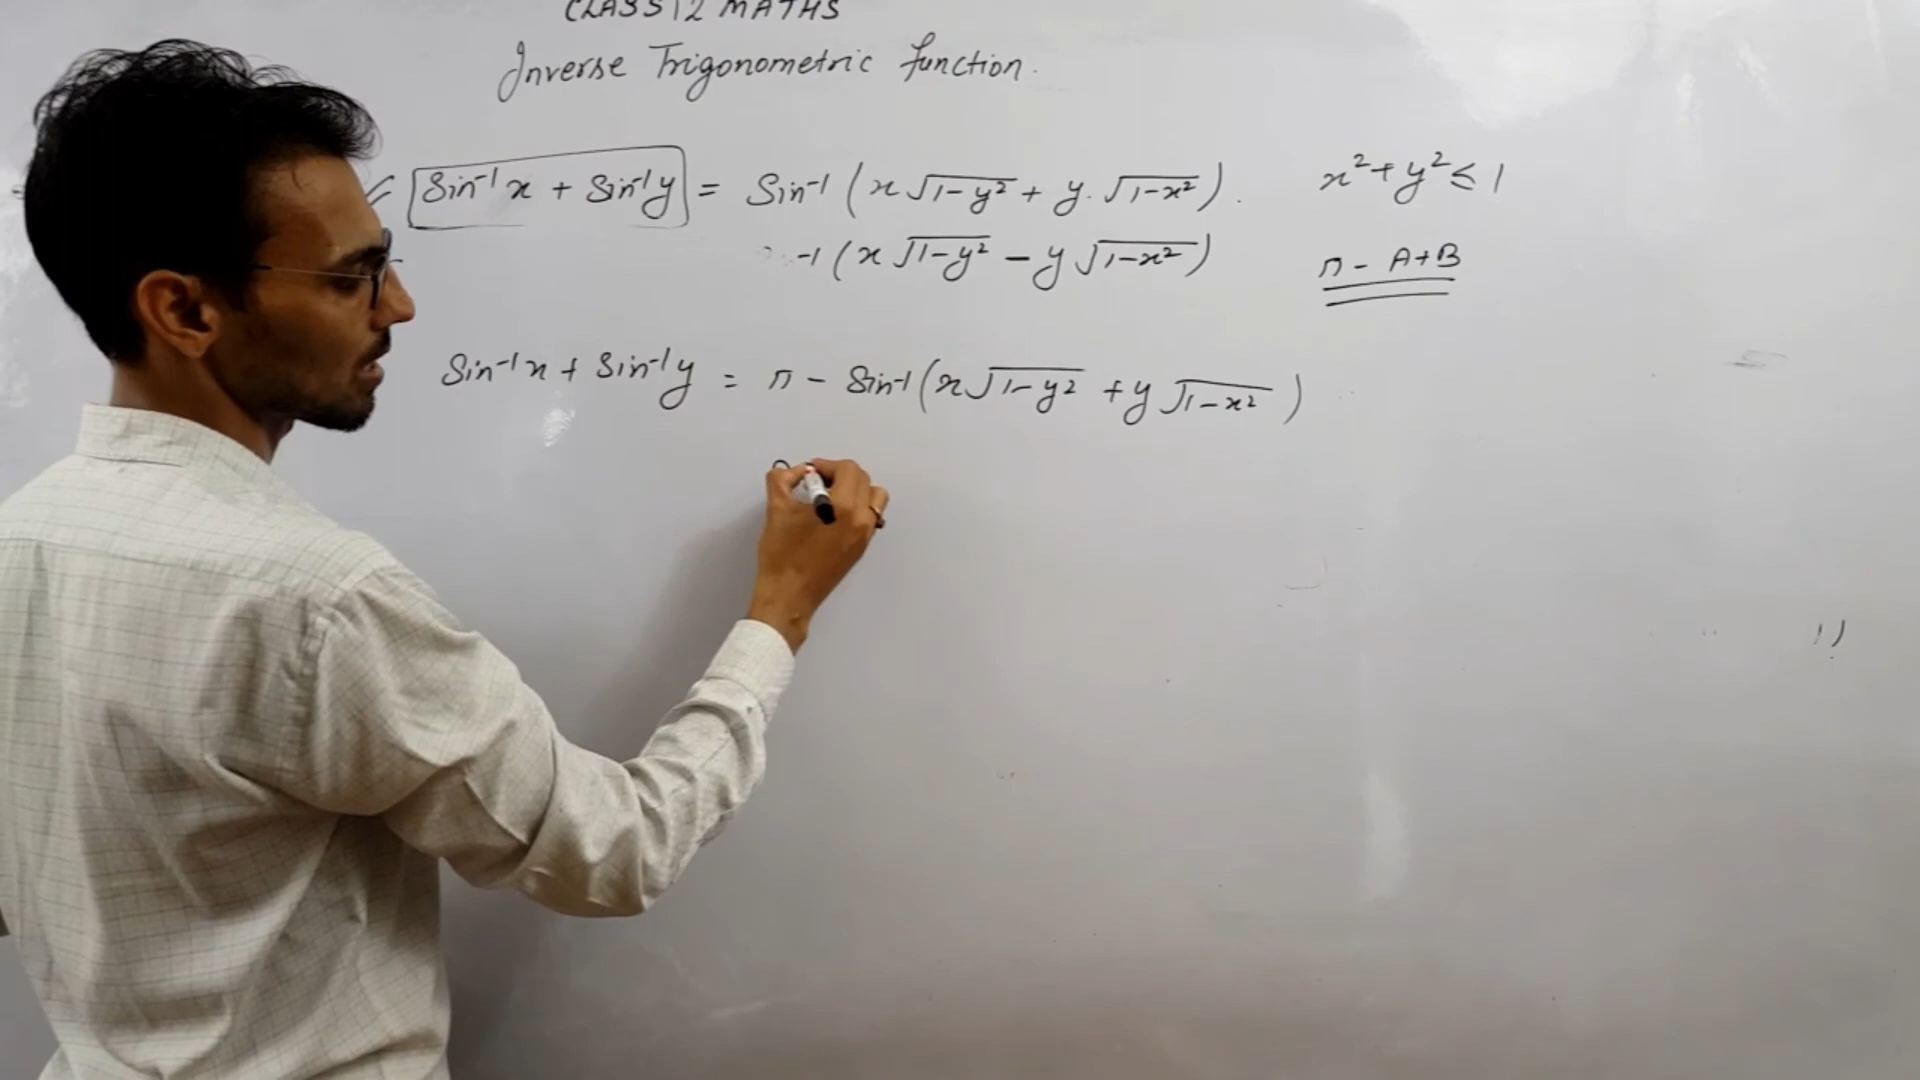 CLASS 12 MATHS
Inverse Trigonometric function.
Sin⁻¹x + Sin⁻¹y = Sin⁻¹(x√1-y² + y.√1-x²). x² + y² ≤ 1
-1(x√1-y² - y√1-x²) π - A+B
Sin⁻¹x + Sin⁻¹y = π - Sin⁻¹(x√1-y² + y√1-x²)